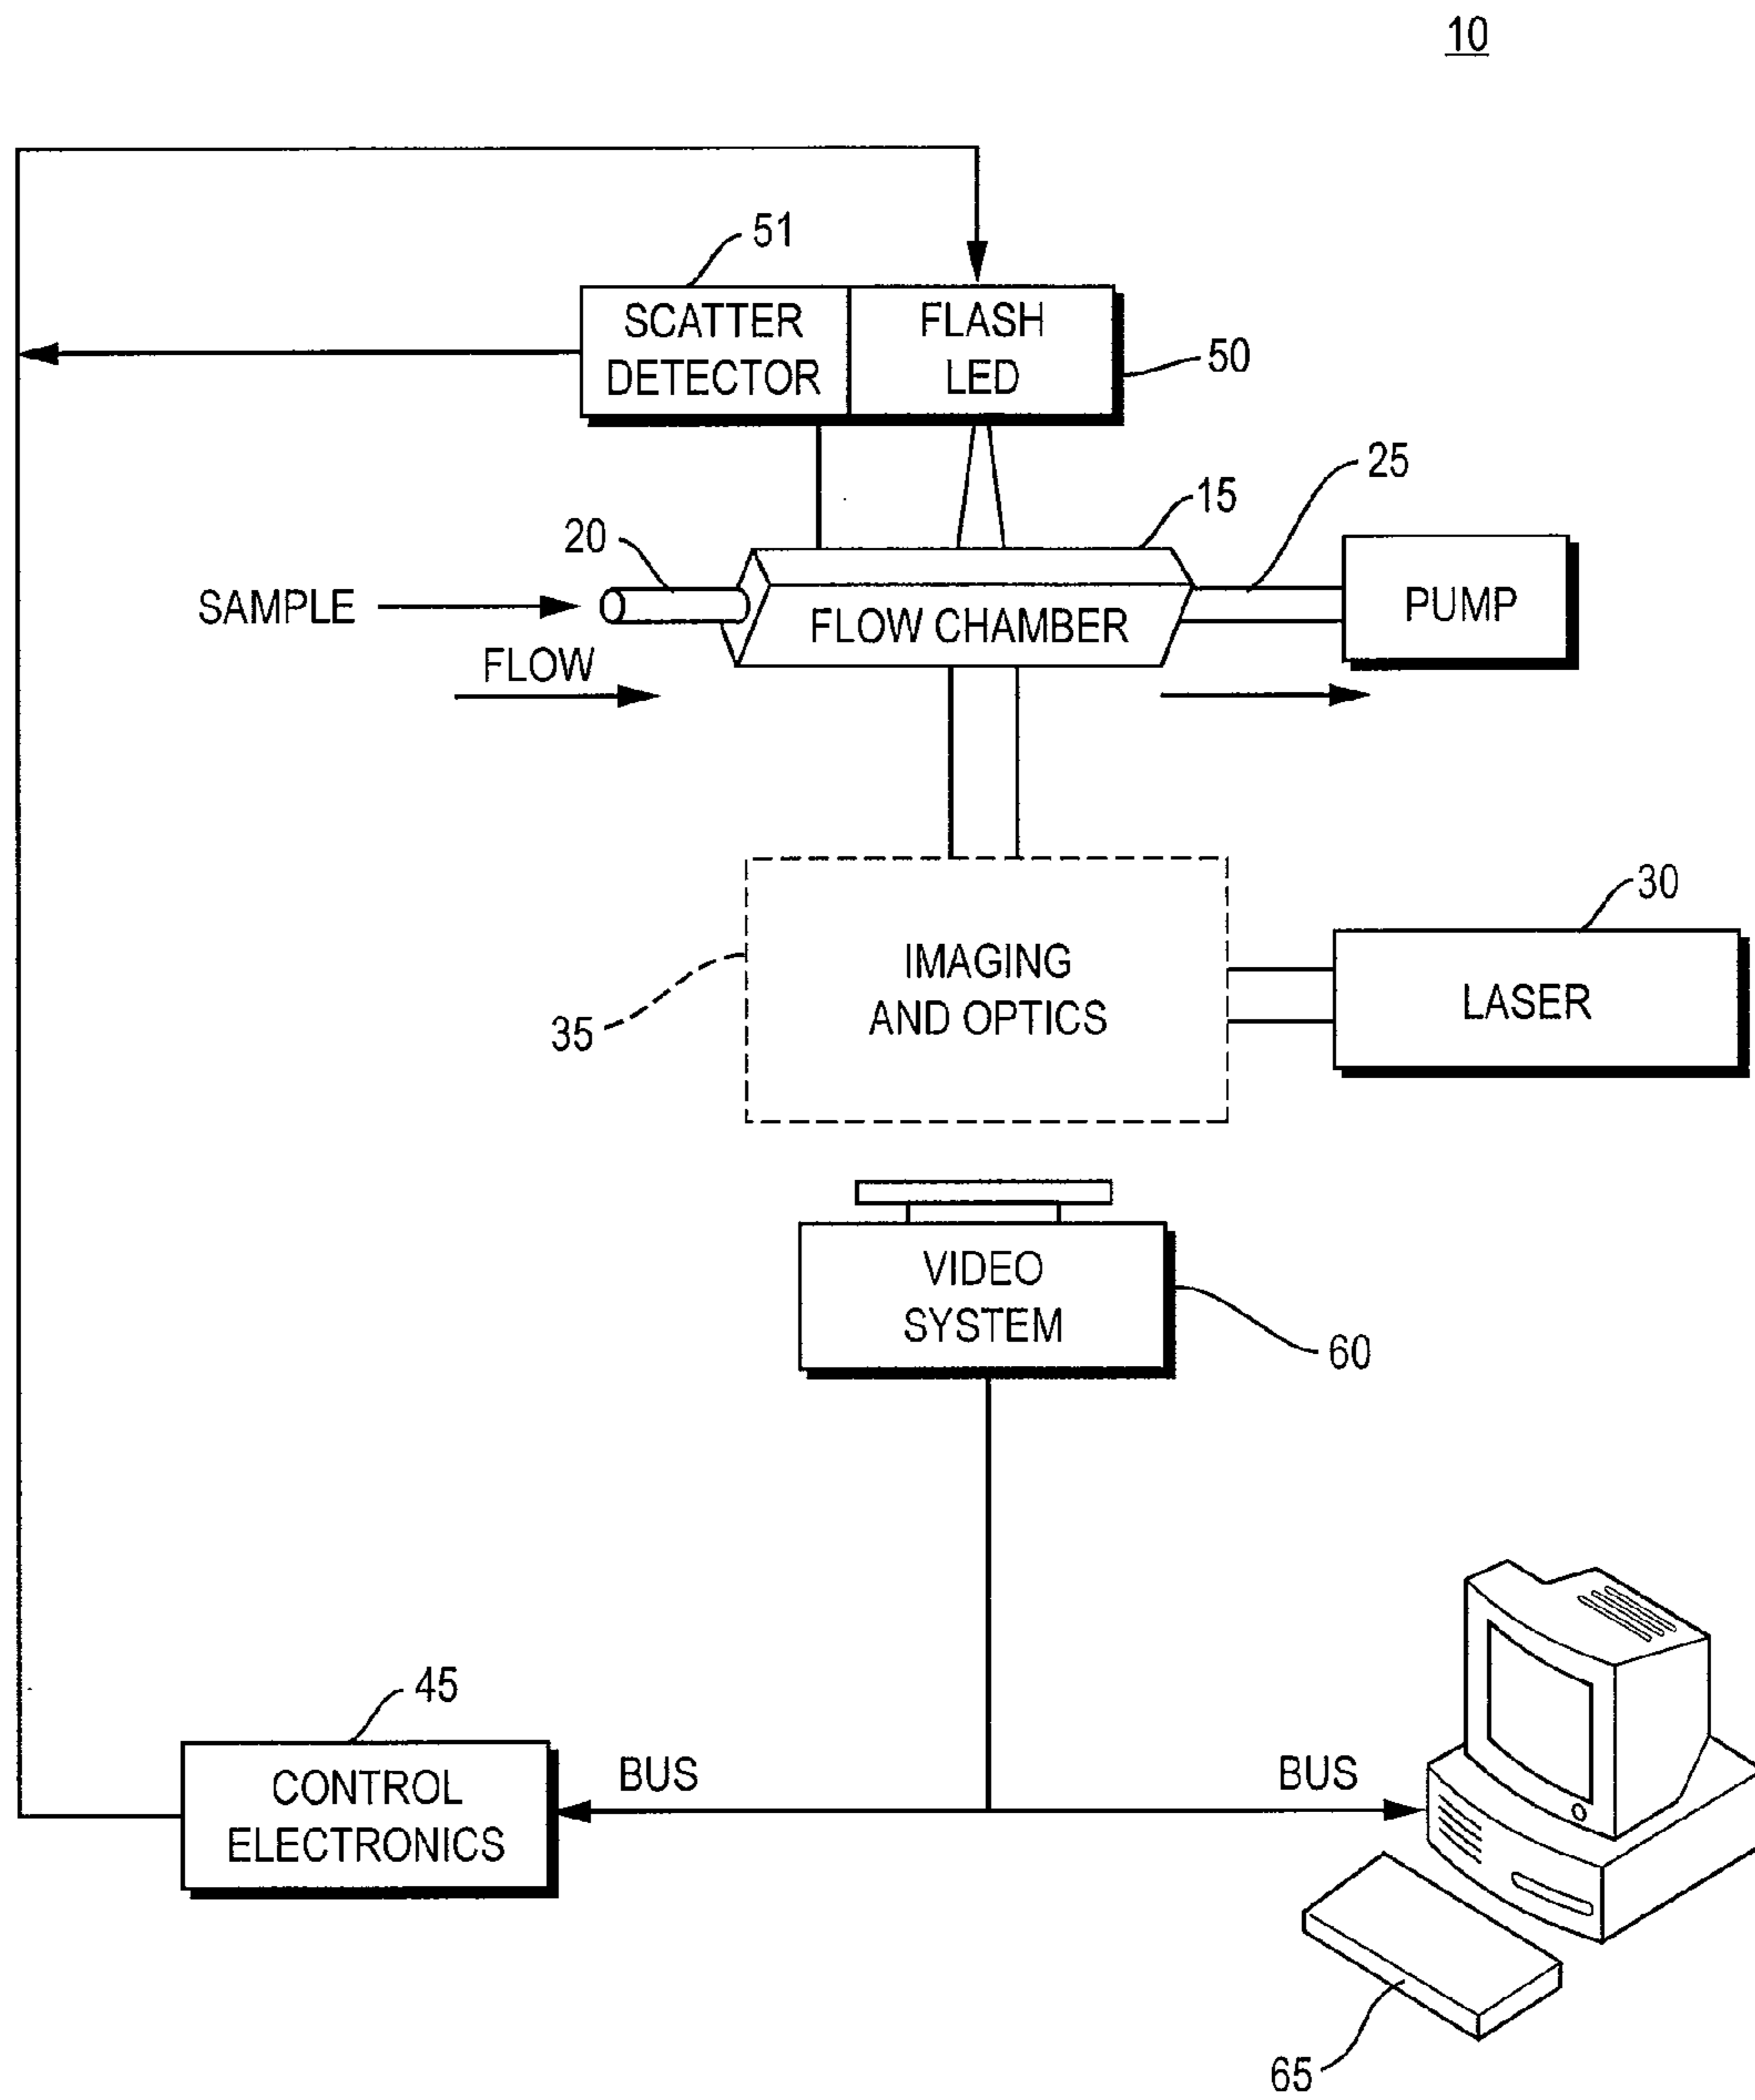 10
51
SCATTER
DETECTOR
FLASH
LED
50
25
15
20
SAMPLE
FLOW CHAMBER
PUMP
FLOW
30
IMAGING
AND OPTICS
LASER
35
VIDEO
SYSTEM
60
45
CONTROL
ELECTRONICS
BUS
BUS
65